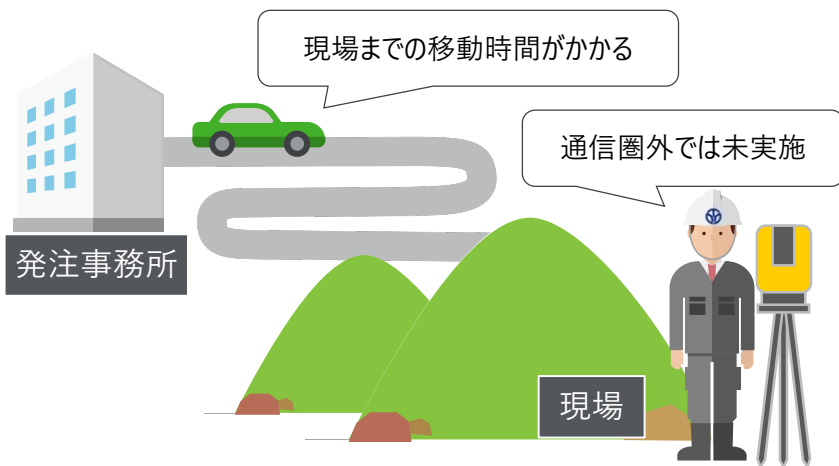 現場までの移動時間がかかる
通信圏外では未実施
発注事務所
現場